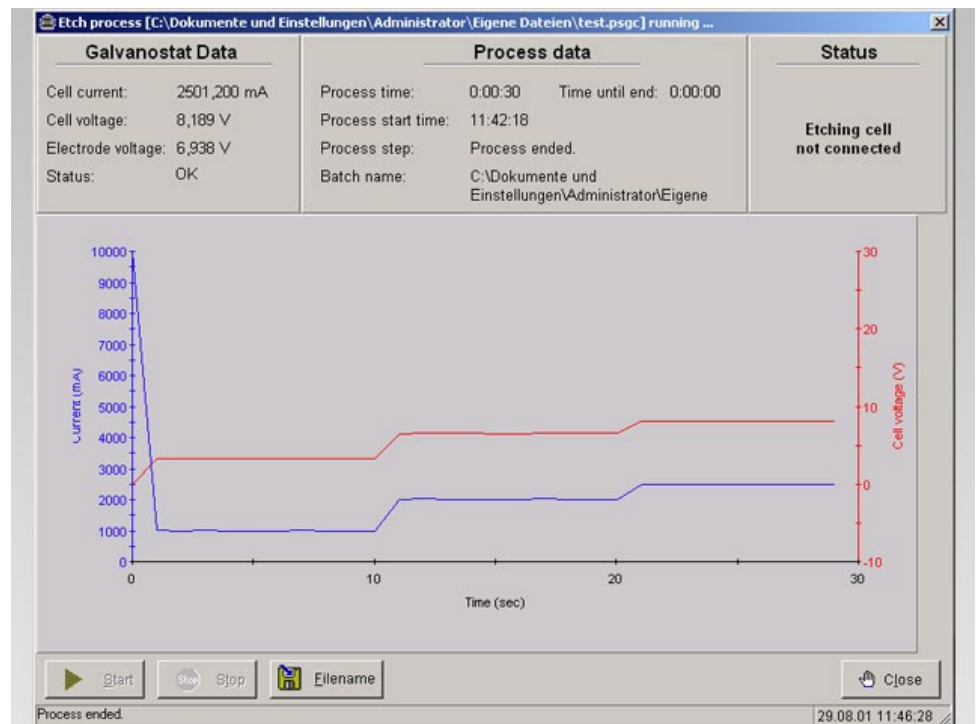 Etch process [C:\Dokumente und Einstellungen\Administrator\Eigene Dateien\test.psgc] running ...
Galvanostat Data
Cell current: 2501,200 mA
Cell voltage: 8,189 V
Electrode voltage: 6,938 V
Status: OK
Process data
Process time: 0:00:30 Time until end: 0:00:00
Process start time: 11:42:18
Process step: Process ended.
Batch name: C:\Dokumente und
Einstellungen\Administrator\Eigene
Status
Etching cell
not connected
Current (mA)
10000
9000
8000
7000
6000
5000
4000
3000
2000
1000
0
30
20
10
0
-10
Cell voltage (V)
0 10 20 30
Time (sec)
Start Stop Stop Filename Close
Process ended. 29.08.01 11:46:28